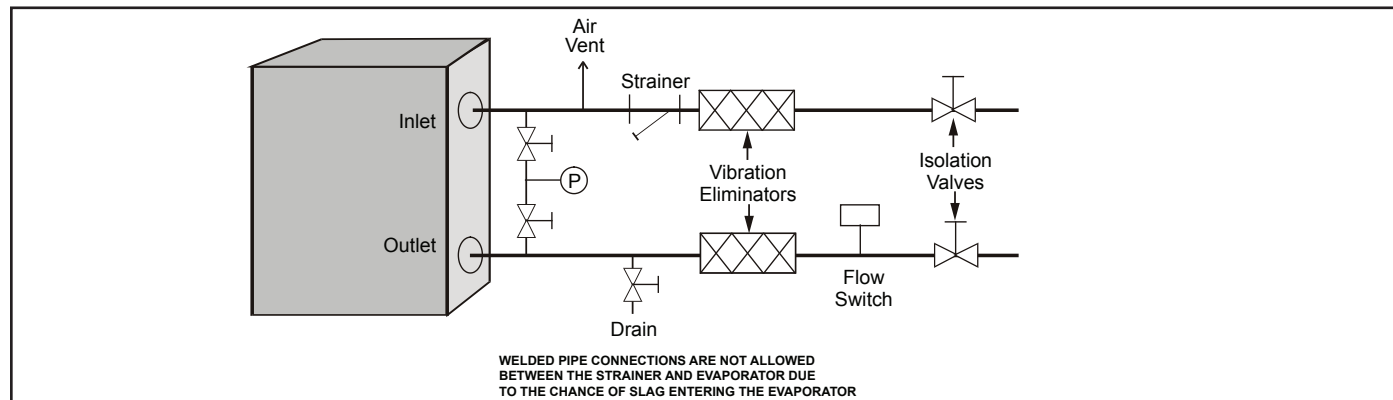 Air
Vent
Strainer
Inlet
P
Vibration
Eliminators
Isolation
Valves
Outlet
Flow
Switch
Drain
WELDED PIPE CONNECTIONS ARE NOT ALLOWED
BETWEEN THE STRAINER AND EVAPORATOR DUE
TO THE CHANCE OF SLAG ENTERING THE EVAPORATOR